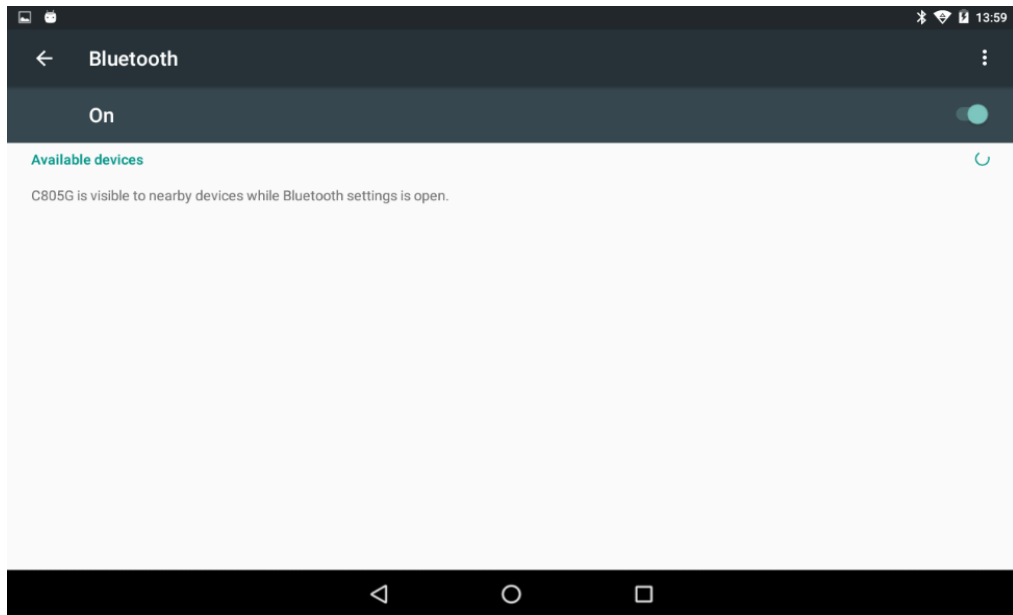 13:59
Bluetooth
On
Available devices
C805G is visible to nearby devices while Bluetooth settings is open.